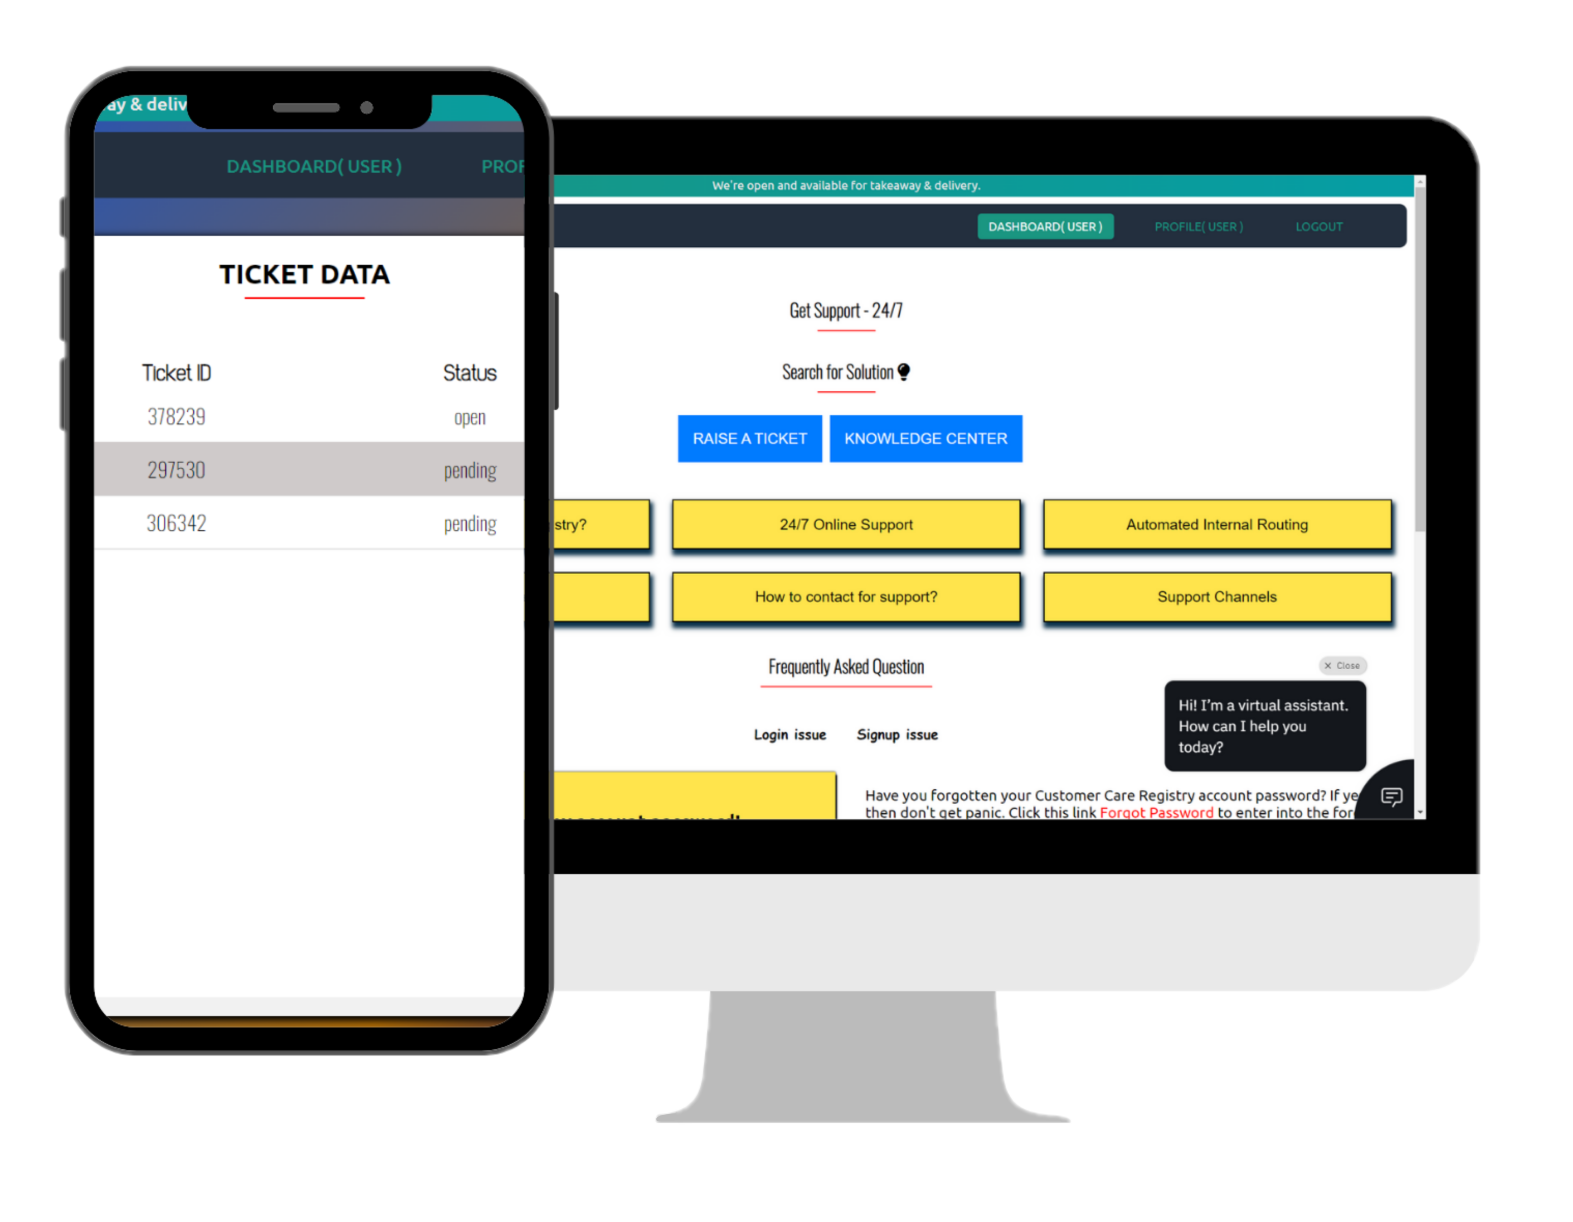 ay & deliv
DASHBOARD( USER )
PROF
TICKET DATA
Ticket ID Status
378239 open
297530 pending
306342 pending
We're open and available for takeaway & delivery.
DASHBOARD( USER ) PROFILE( USER ) LOGOUT
Get Support - 24/7
Search for Solution
RAISE A TICKET KNOWLEDGE CENTER
stry? 24/7 Online Support Automated Internal Routing
How to contact for support? Support Channels
Frequently Asked Question
× Close
Hi! I'm a virtual assistant.
How can I help you
today?
Login issue Signup issue
Have you forgotten your Customer Care Registry account password? If ye
then don't get panic. Click this link Forgot Password to enter into the for